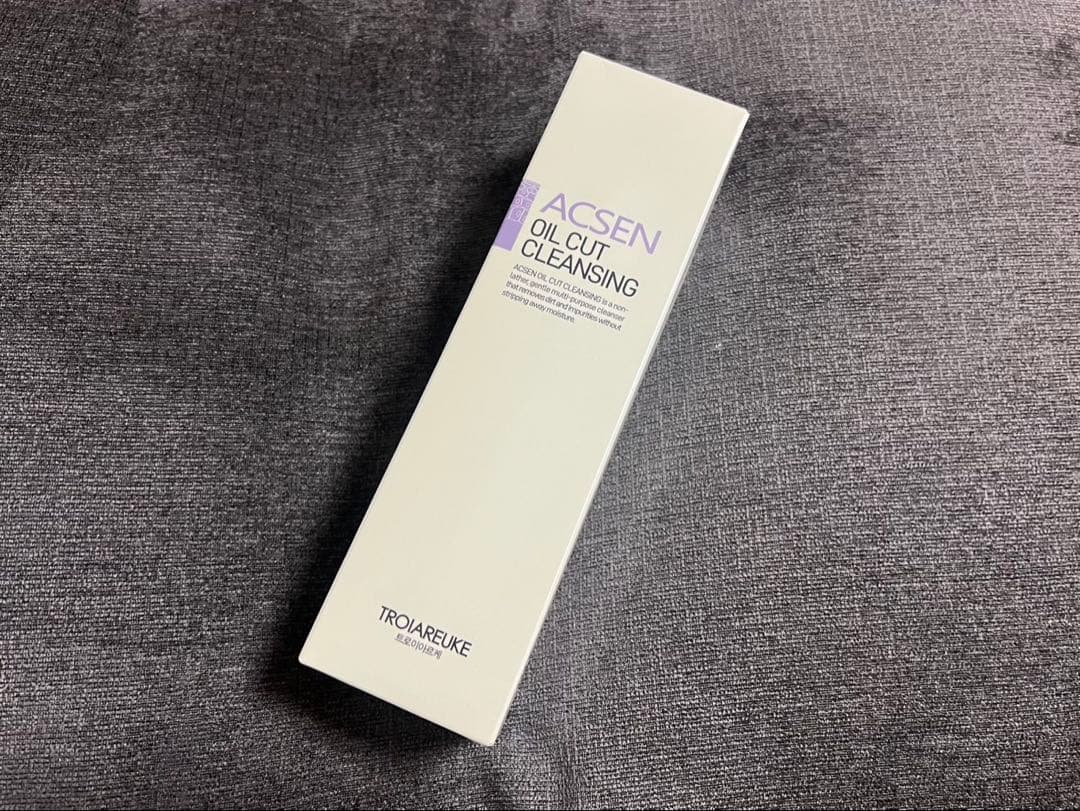 ACSEN
OIL CUT
CLEANSING
ACSEN OIL CUT CLEANSING is a non-
lather, gentle multi-purpose cleanser
that removes dirt and impurities without
stripping away moisture.
TROIAREUKE
트로이아르케